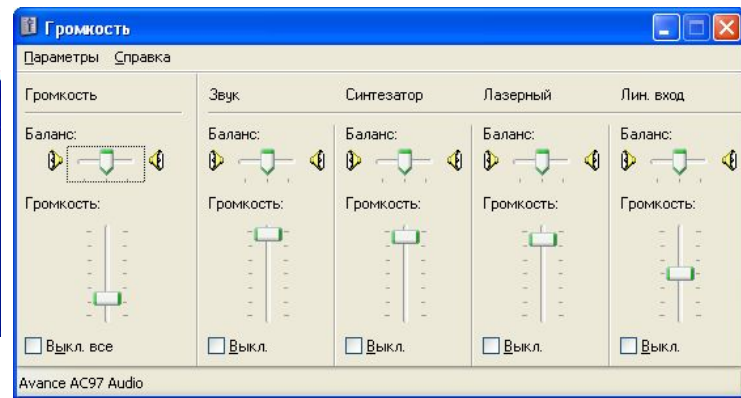 Громкость
Параметры Справка
Громкость Звук Синтезатор Лазерный Лин. вход
Баланс: Баланс: Баланс: Баланс: Баланс:
Громкость: Громкость: Громкость: Громкость: Громкость:
Выкл. все Выкл. Выкл. Выкл. Выкл.
Avance AC97 Audio